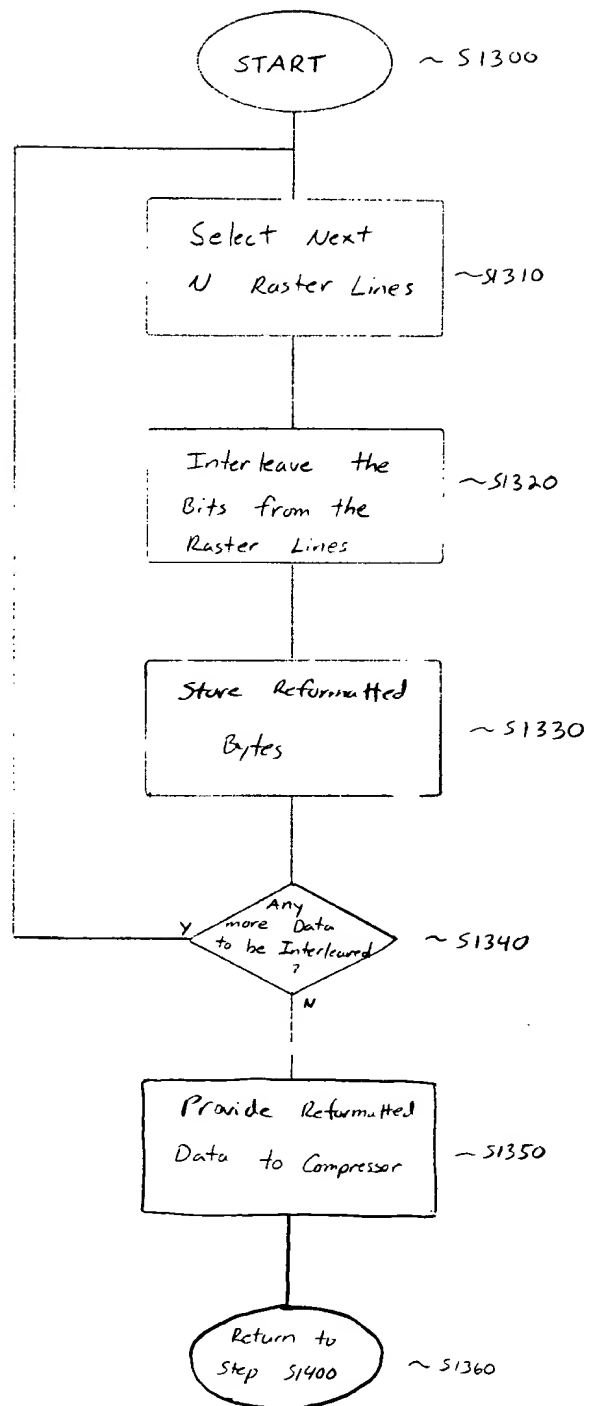 START
~ S1300
Select Next
N Raster Lines
~S1310
Interleave the
Bits from the
Raster Lines
~S1320
Store Reformatted
Bytes
~ S1330
Any
more Data
to be Interleaved
?
Y
N
~ S1340
Provide Reformatted
Data to Compressor
~ S1350
Return to
Step S1400
~ S1360